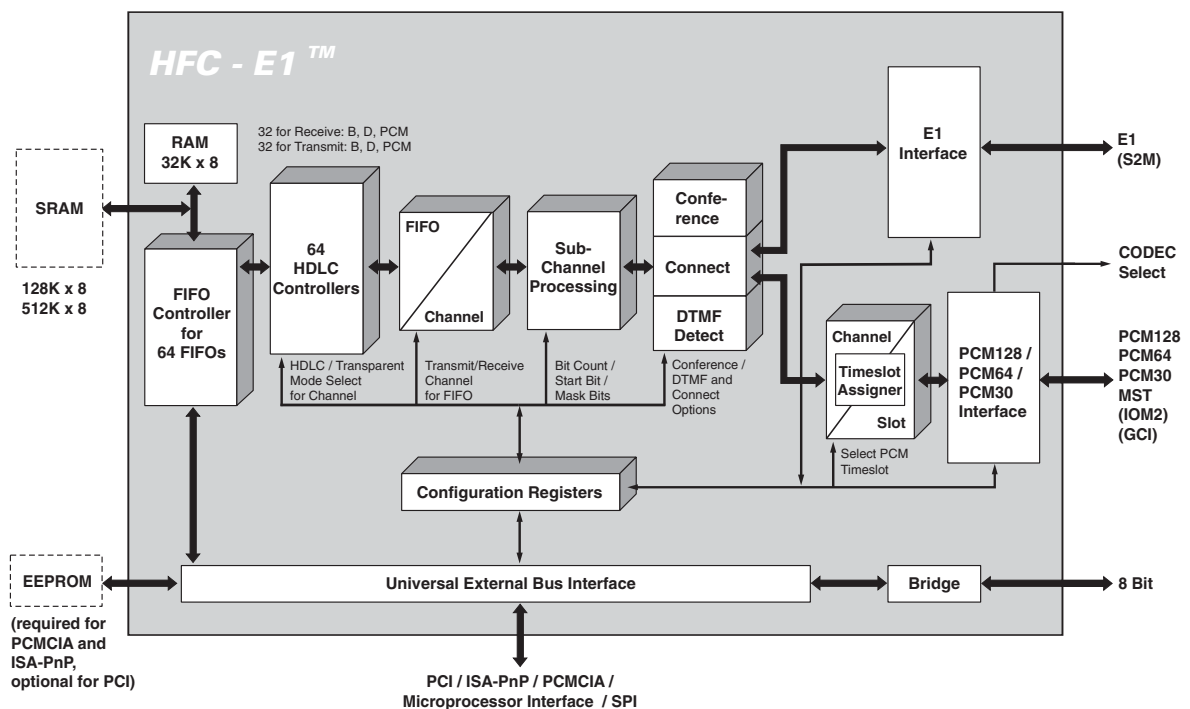 HFC - E1 ™
RAM
32K x 8
32 for Receive: B, D, PCM
32 for Transmit: B, D, PCM
SRAM
128K x 8
512K x 8
FIFO
Controller
for
64 FIFOs
64
HDLC
Controllers
FIFO
Channel
Sub-
Channel
Processing
Confe-
rence
Connect
DTMF
Detect
E1
Interface
E1
(S2M)
CODEC
Select
Channel
Timeslot
Assigner
Slot
PCM128 /
PCM64 /
PCM30
Interface
PCM128
PCM64
PCM30
MST
(IOM2)
(GCI)
HDLC / Transparent
Mode Select
for Channel
Transmit/Receive
Channel
for FIFO
Bit Count /
Start Bit /
Mask Bits
Conference /
DTMF and
Connect
Options
Select PCM
Timeslot
Configuration Registers
EEPROM
(required for
PCMCIA and
ISA-PnP,
optional for PCI)
Universal External Bus Interface
Bridge
8 Bit
PCI / ISA-PnP / PCMCIA /
Microprocessor Interface / SPI